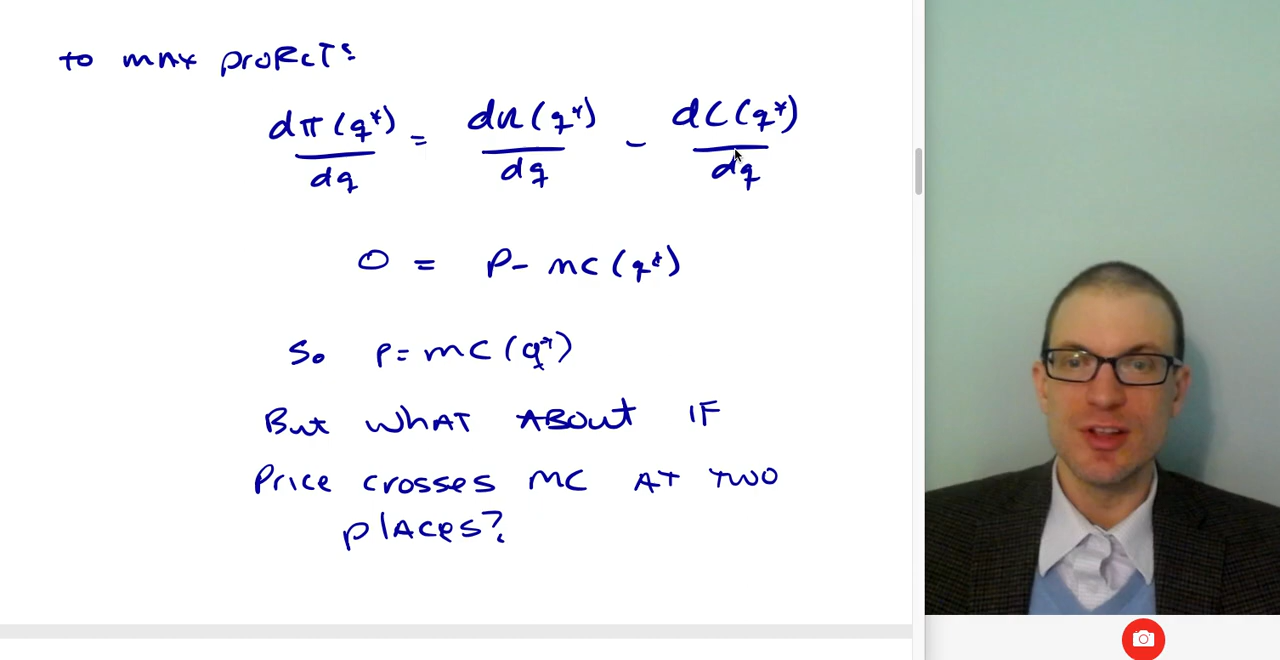 to max profit:
dπ(q*)/dq = dR(q*)/dq - dC(q*)/dq
0 = P - MC(q*)
So P = MC(q*)
But what ABOUT IF
Price crosses MC AT two
places?